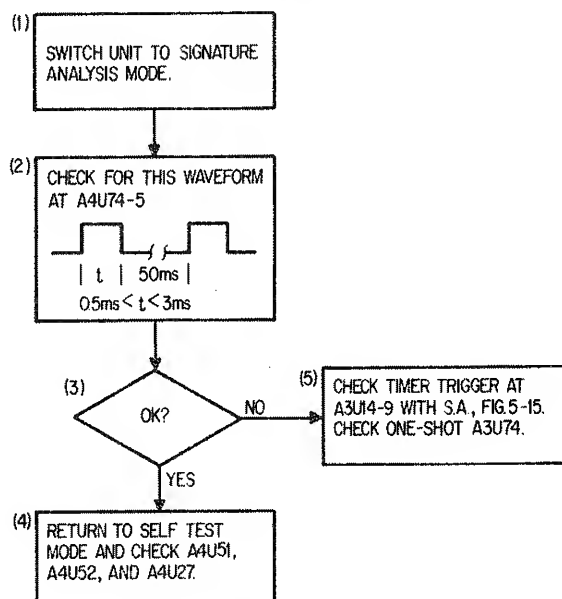 (1)
SWITCH UNIT TO SIGNATURE
ANALYSIS MODE.
(2)
CHECK FOR THIS WAVEFORM
AT A4U74-5
| t | 50ms |
0.5ms < t < 3ms
(3)
OK?
NO
YES
(5)
CHECK TIMER TRIGGER AT
A3U14-9 WITH S.A., FIG.5-15.
CHECK ONE-SHOT A3U74.
(4)
RETURN TO SELF TEST
MODE AND CHECK A4U51,
A4U52, AND A4U27.